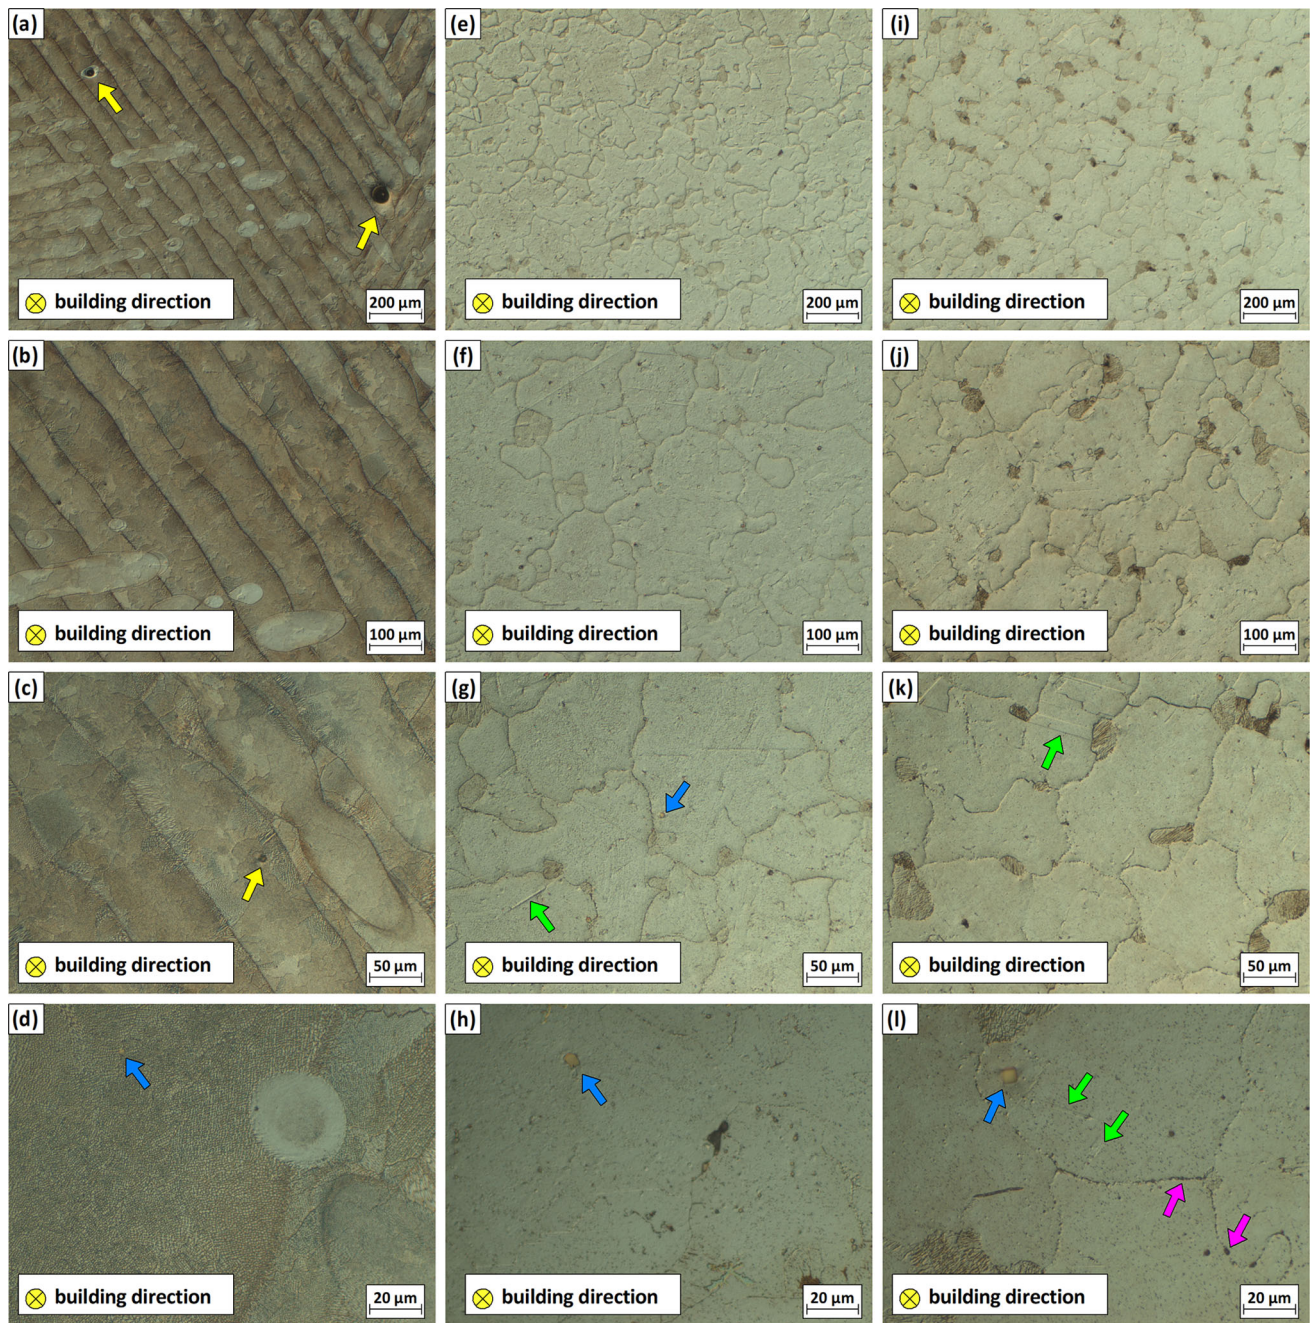 (a)
building direction
200 μm
(e)
building direction
200 μm
(i)
building direction
200 μm
(b)
building direction
100 μm
(f)
building direction
100 μm
(j)
building direction
100 μm
(c)
building direction
50 μm
(g)
building direction
50 μm
(k)
building direction
50 μm
(d)
building direction
20 μm
(h)
building direction
20 μm
(l)
building direction
20 μm